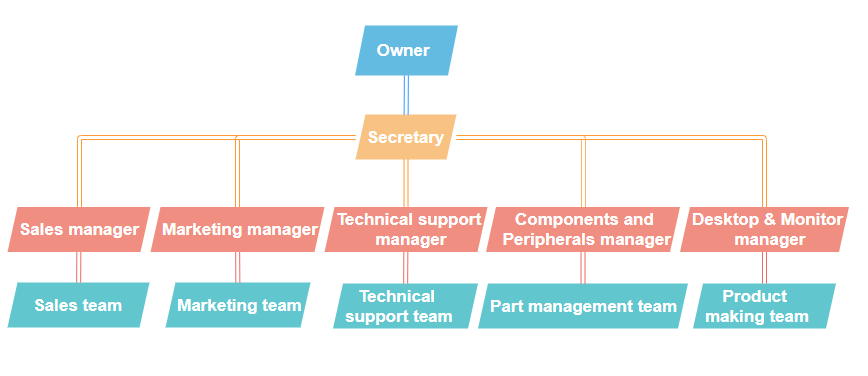 Owner
Secretary
Sales manager
Marketing manager
Technical support
manager
Components and
Peripherals manager
Desktop & Monitor
manager
Sales team
Marketing team
Technical
support team
Part management team
Product
making team